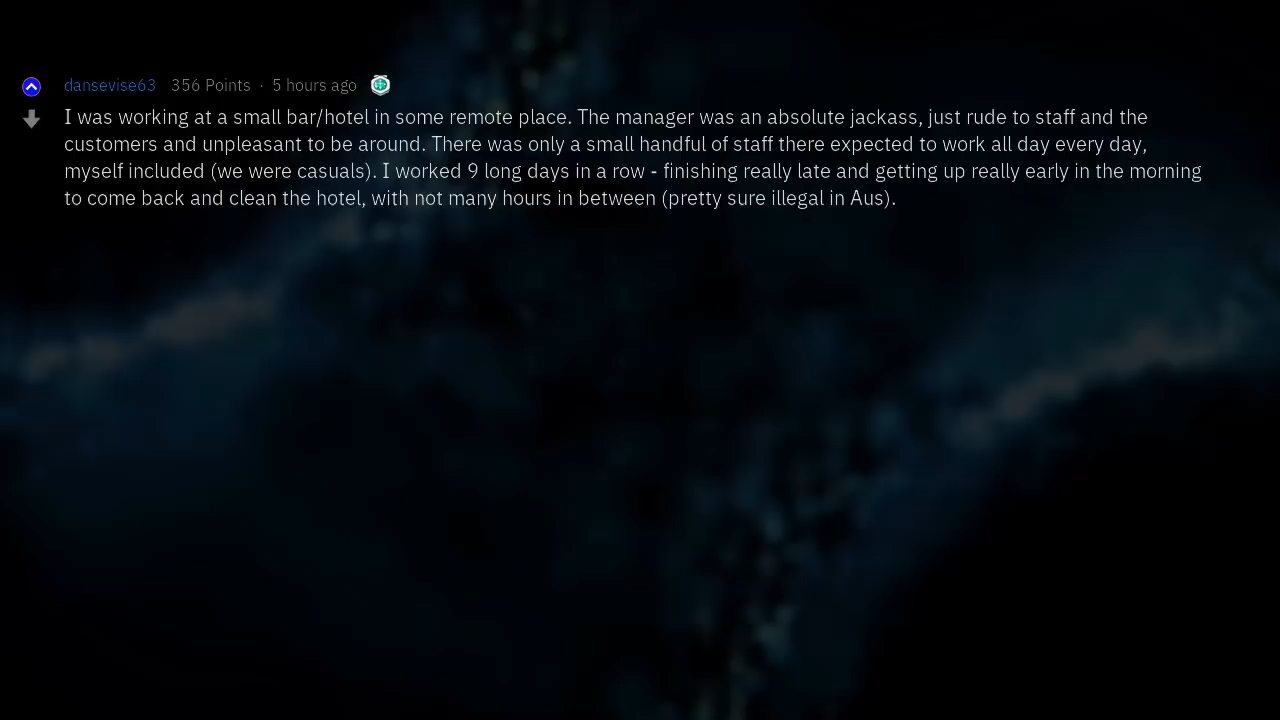 dansevise63 356 Points · 5 hours ago
I was working at a small bar/hotel in some remote place. The manager was an absolute jackass, just rude to staff and the
customers and unpleasant to be around. There was only a small handful of staff there expected to work all day every day,
myself included (we were casuals). I worked 9 long days in a row - finishing really late and getting up really early in the morning
to come back and clean the hotel, with not many hours in between (pretty sure illegal in Aus).